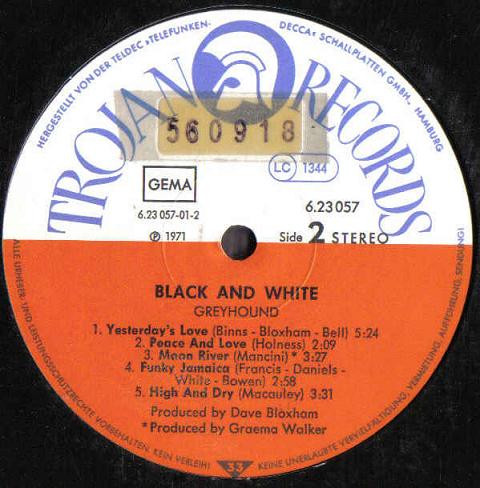 HERGESTELLT VON DER TELDEC »TELEFUNKEN-DECCA« SCHALLPLATTEN GMBH., HAMBURG
TROJAN RECORDS
560918
LC 1344
GEMA
6.23 057-01-2
℗ 1971
6.23 057
Side 2 STEREO
BLACK AND WHITE
GREYHOUND
1. Yesterday's Love (Binns - Bloxham - Bell) 5:24
2. Peace And Love (Holness) 2:09
3. Moon River (Mancini) * 3:27
4. Funky Jamaica (Francis - Daniels -
White - Bowen) 2:58
5. High And Dry (Macauley) 3:31
Produced by Dave Bloxham
*Produced by Graema Walker
ALLE URHEBER- UND LEISTUNGSSCHUTZRECHTE VORBEHALTEN. KEIN VERLEIH! 33 KEINE UNERLAUBTE VERVIELFÄLTIGUNG, VERMIETUNG, AUFFÜHRUNG, SENDUNG!